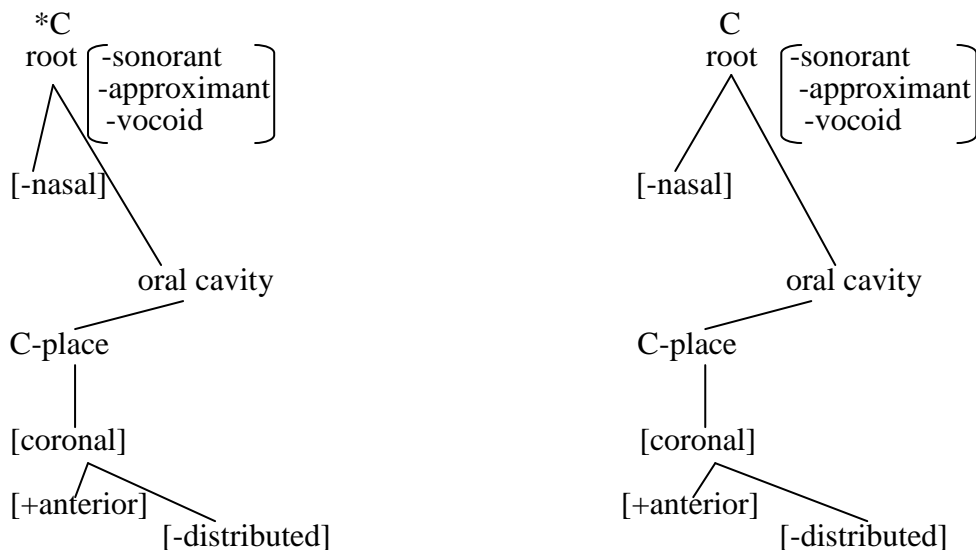 *C C
root -sonorant root -sonorant
-approximant -approximant
-vocoid -vocoid
[-nasal] [-nasal]
oral cavity oral cavity
C-place C-place
[coronal] [coronal]
[+anterior] [+anterior]
[-distributed] [-distributed]